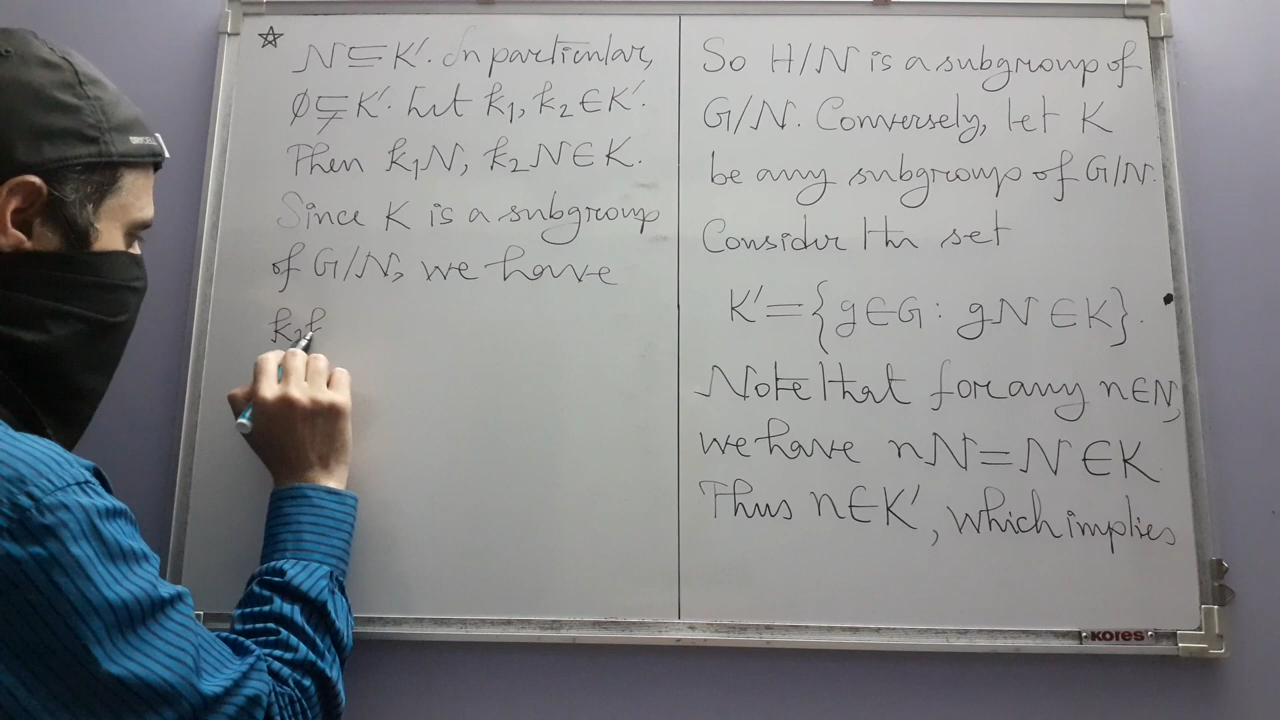 ☆ N⊆K'. In particular,
∅⊊K'. Let k₁, k₂∈K'.
Then k₁N, k₂N∈K.
Since K is a subgroup
of G/N, we have
k₂k
So H/N is a subgroup of
G/N. Conversely, let K
be any subgroup of G/N.
Consider the set
K'={g∈G: gN∈K}.
Note that for any n∈N,
we have nN=N∈K.
Thus n∈K', which implies
KORES